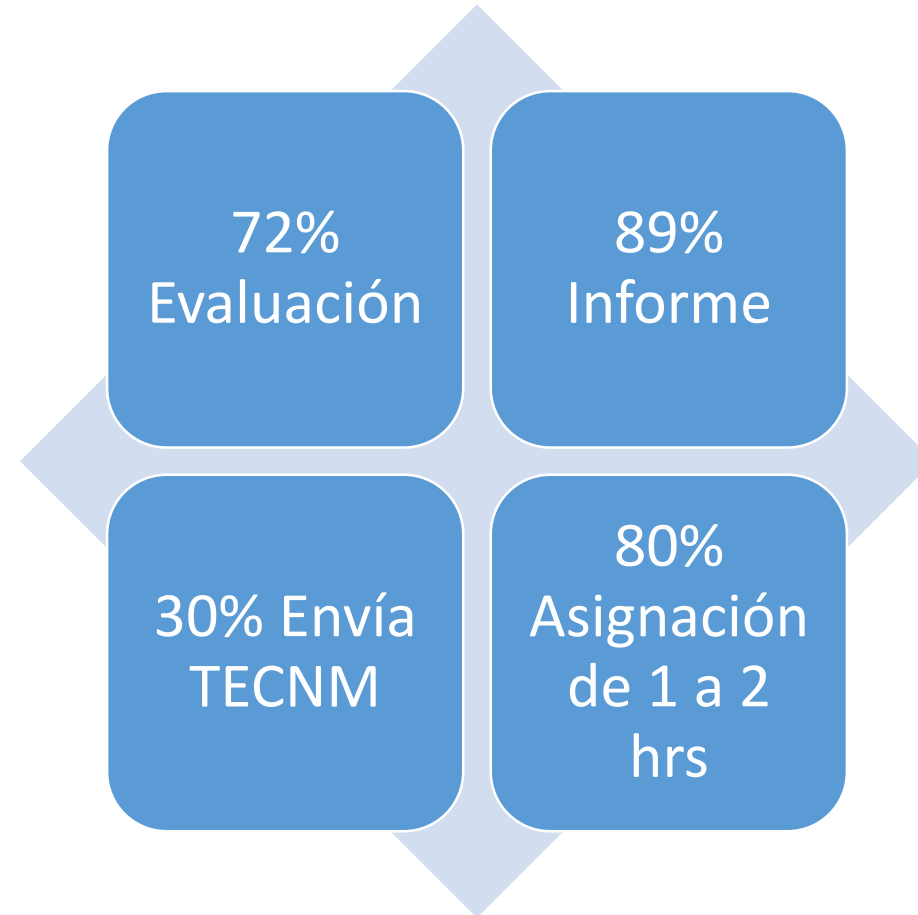 72%
Evaluación
89%
Informe
30% Envía
TECNM
80%
Asignación
de 1 a 2
hrs